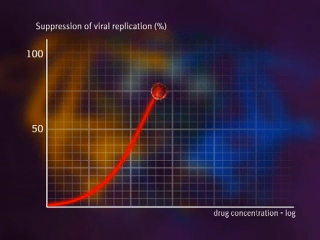 Suppression of viral replication (%)
100
50
drug concentration - log